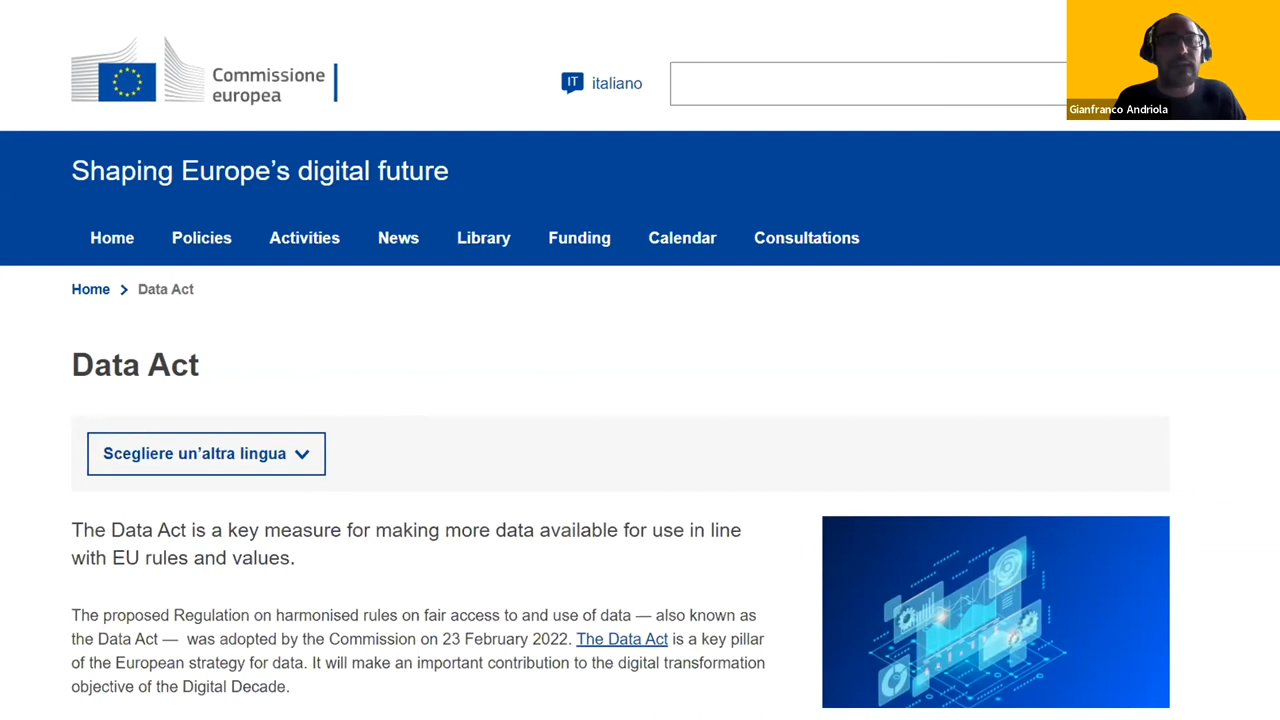 Commissione
europea
IT italiano
Gianfranco Andriola
Shaping Europe's digital future
Home Policies Activities News Library Funding Calendar Consultations
Home > Data Act
Data Act
Scegliere un'altra lingua
The Data Act is a key measure for making more data available for use in line
with EU rules and values.
The proposed Regulation on harmonised rules on fair access to and use of data — also known as
the Data Act — was adopted by the Commission on 23 February 2022. The Data Act is a key pillar
of the European strategy for data. It will make an important contribution to the digital transformation
objective of the Digital Decade.